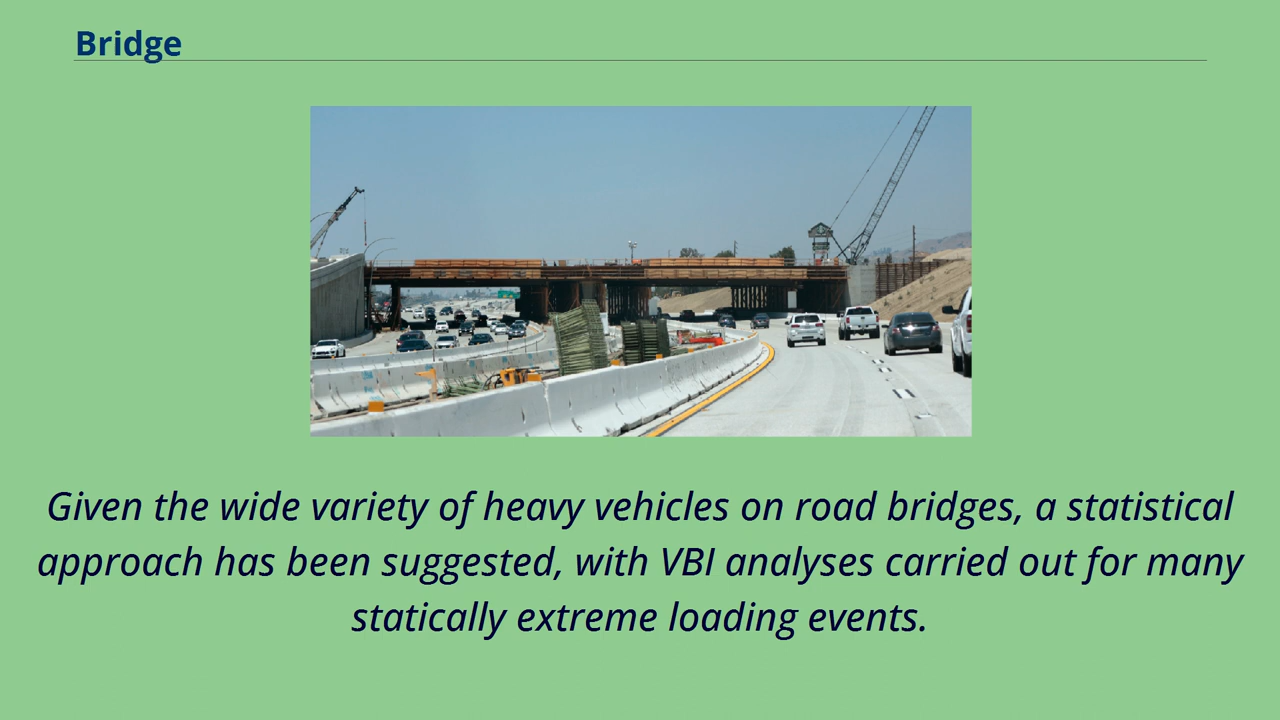 Bridge
Given the wide variety of heavy vehicles on road bridges, a statistical
approach has been suggested, with VBI analyses carried out for many
statically extreme loading events.